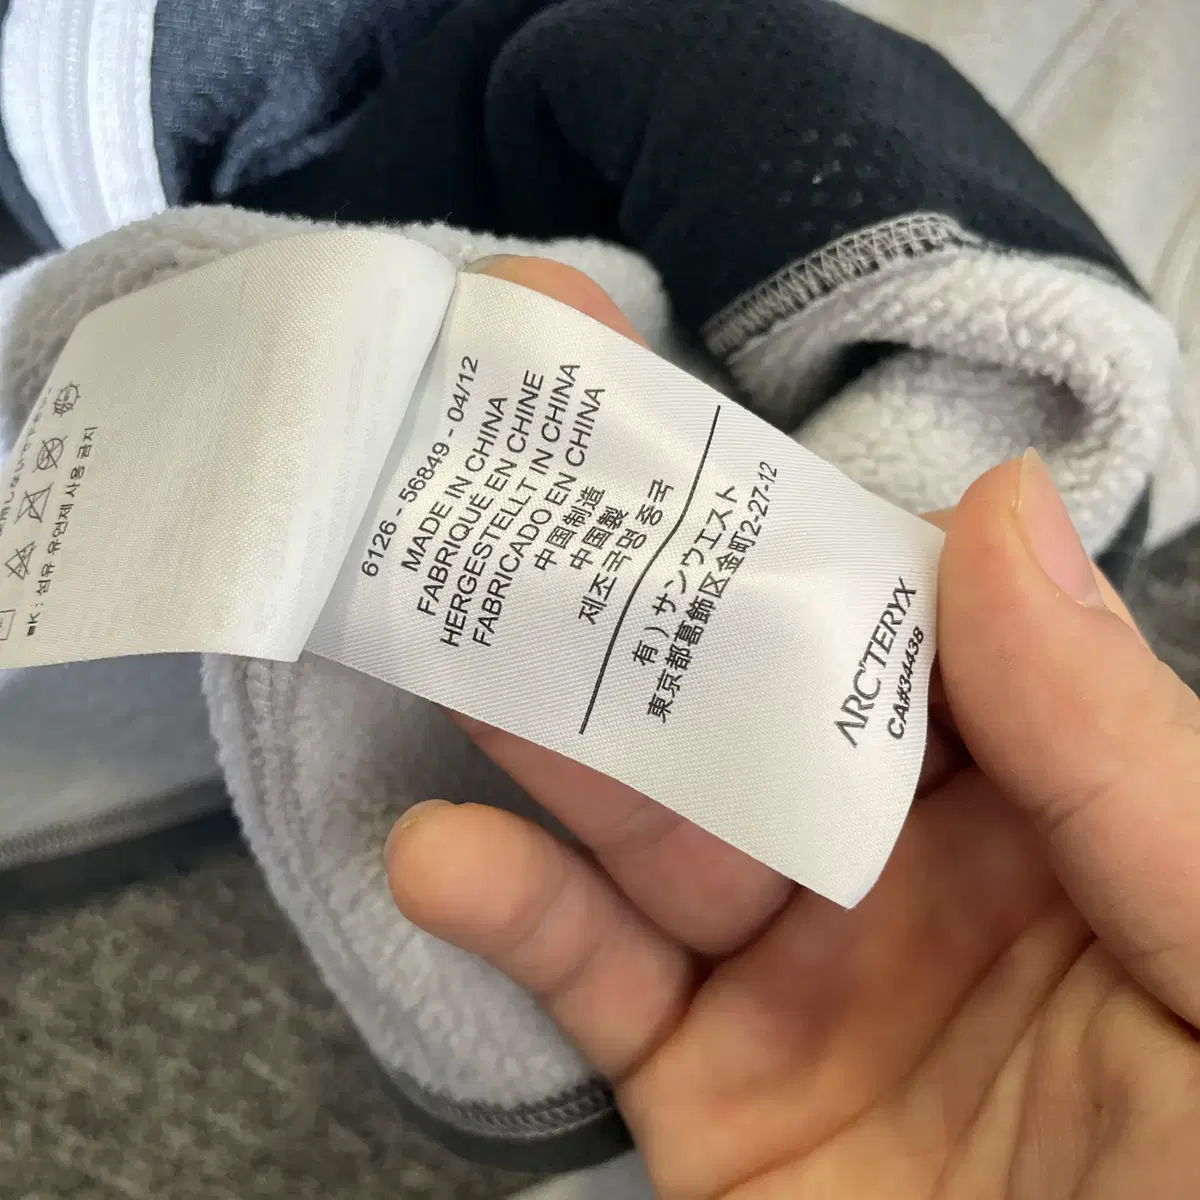 섬유 유연제 사용 금지
6126 - 56849 - 04/12
MADE IN CHINA
FABRIQUÉ EN CHINE
HERGESTELLT IN CHINA
FABRICADO EN CHINA
中国制造
中國製
제조국명 중국
有）サンウエスト
東京都葛飾区金町2-27-12
ARC'TERYX
CA#34438